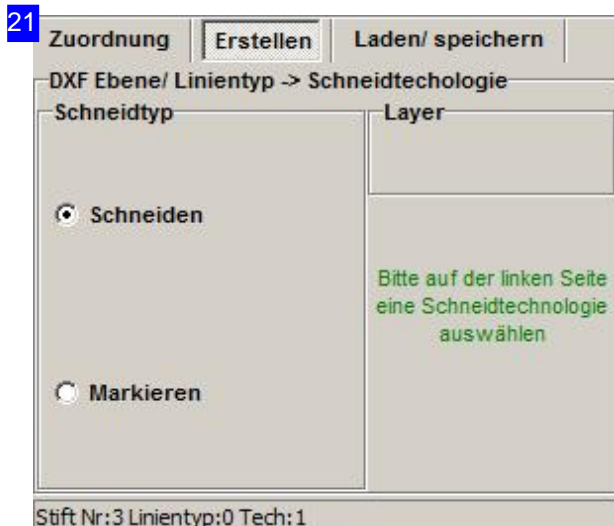 21
Zuordnung Erstellen Laden/ speichern
DXF Ebene/ Linientyp -> Schneidtechologie
Schneidtyp
Layer
Schneiden
Bitte auf der linken Seite
eine Schneidtechnologie
auswählen
Markieren
Stift Nr:3 Linientyp:0 Tech:1